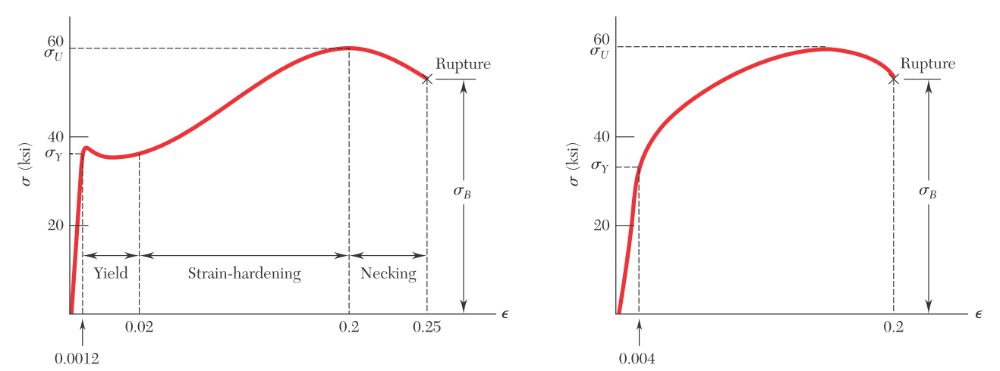 60
σU
Rupture
40
σY
σ (ksi)
σB
20
Yield
Strain-hardening
Necking
ϵ
0.02
0.2
0.25
0.0012
60
σU
Rupture
40
σY
σ (ksi)
σB
20
ϵ
0.2
0.004